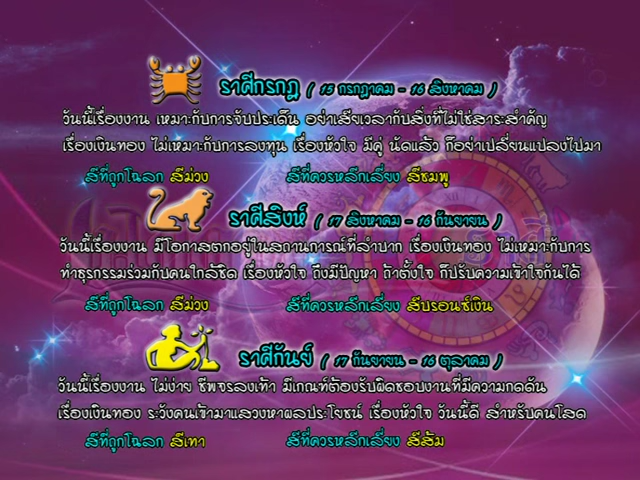 ราศีกรกฎ ( 15 กรกฎาคม - 16 สิงหาคม )
วันนี้เรื่องงาน เหมาะกับการจับประเด็น อย่าเสียเวลากับสิ่งที่ไม่ใช่สาระสำคัญ
เรื่องเงินทอง ไม่เหมาะกับการลงทุน เรื่องหัวใจ มีคู่ นัดแล้ว ก็อย่าเปลี่ยนแปลงไปมา
สีที่ถูกโฉลก สีม่วง สีที่ควรหลีกเลี่ยง สีชมพู
ราศีสิงห์ ( 17 สิงหาคม - 16 กันยายน )
วันนี้เรื่องงาน มีโอกาสตกอยู่ในสถานการณ์ที่ลำบาก เรื่องเงินทอง ไม่เหมาะกับการ
ทำธุรกรรมร่วมกับคนใกล้ชิด เรื่องหัวใจ ถึงมีปัญหา ถ้าตั้งใจ ก็ปรับความเข้าใจกันได้
สีที่ถูกโฉลก สีม่วง สีที่ควรหลีกเลี่ยง สีบรอนซ์เงิน
ราศีกันย์ ( 17 กันยายน - 16 ตุลาคม )
วันนี้เรื่องงาน ไม่ง่าย ชีพจรลงเท้า มีเกณฑ์ต้องรับผิดชอบงานที่มีความกดดัน
เรื่องเงินทอง ระวังคนเข้ามาแสวงหาผลประโยชน์ เรื่องหัวใจ วันนี้ดี สำหรับคนโสด
สีที่ถูกโฉลก สีเทา สีที่ควรหลีกเลี่ยง สีส้ม